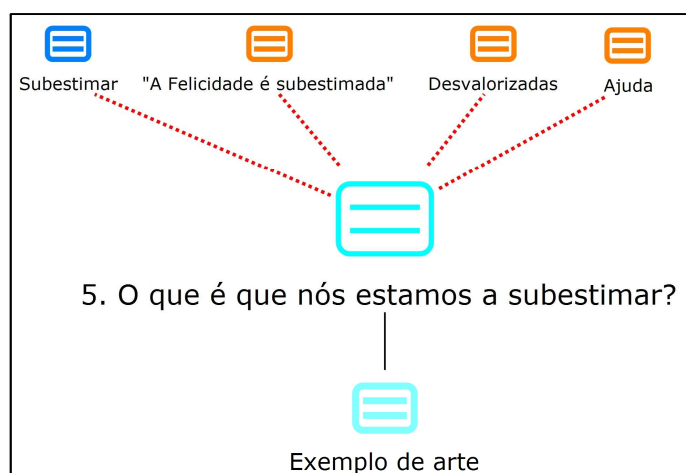 Subestimar
"A Felicidade é subestimada"
Desvalorizadas
Ajuda
5. O que é que nós estamos a subestimar?
Exemplo de arte